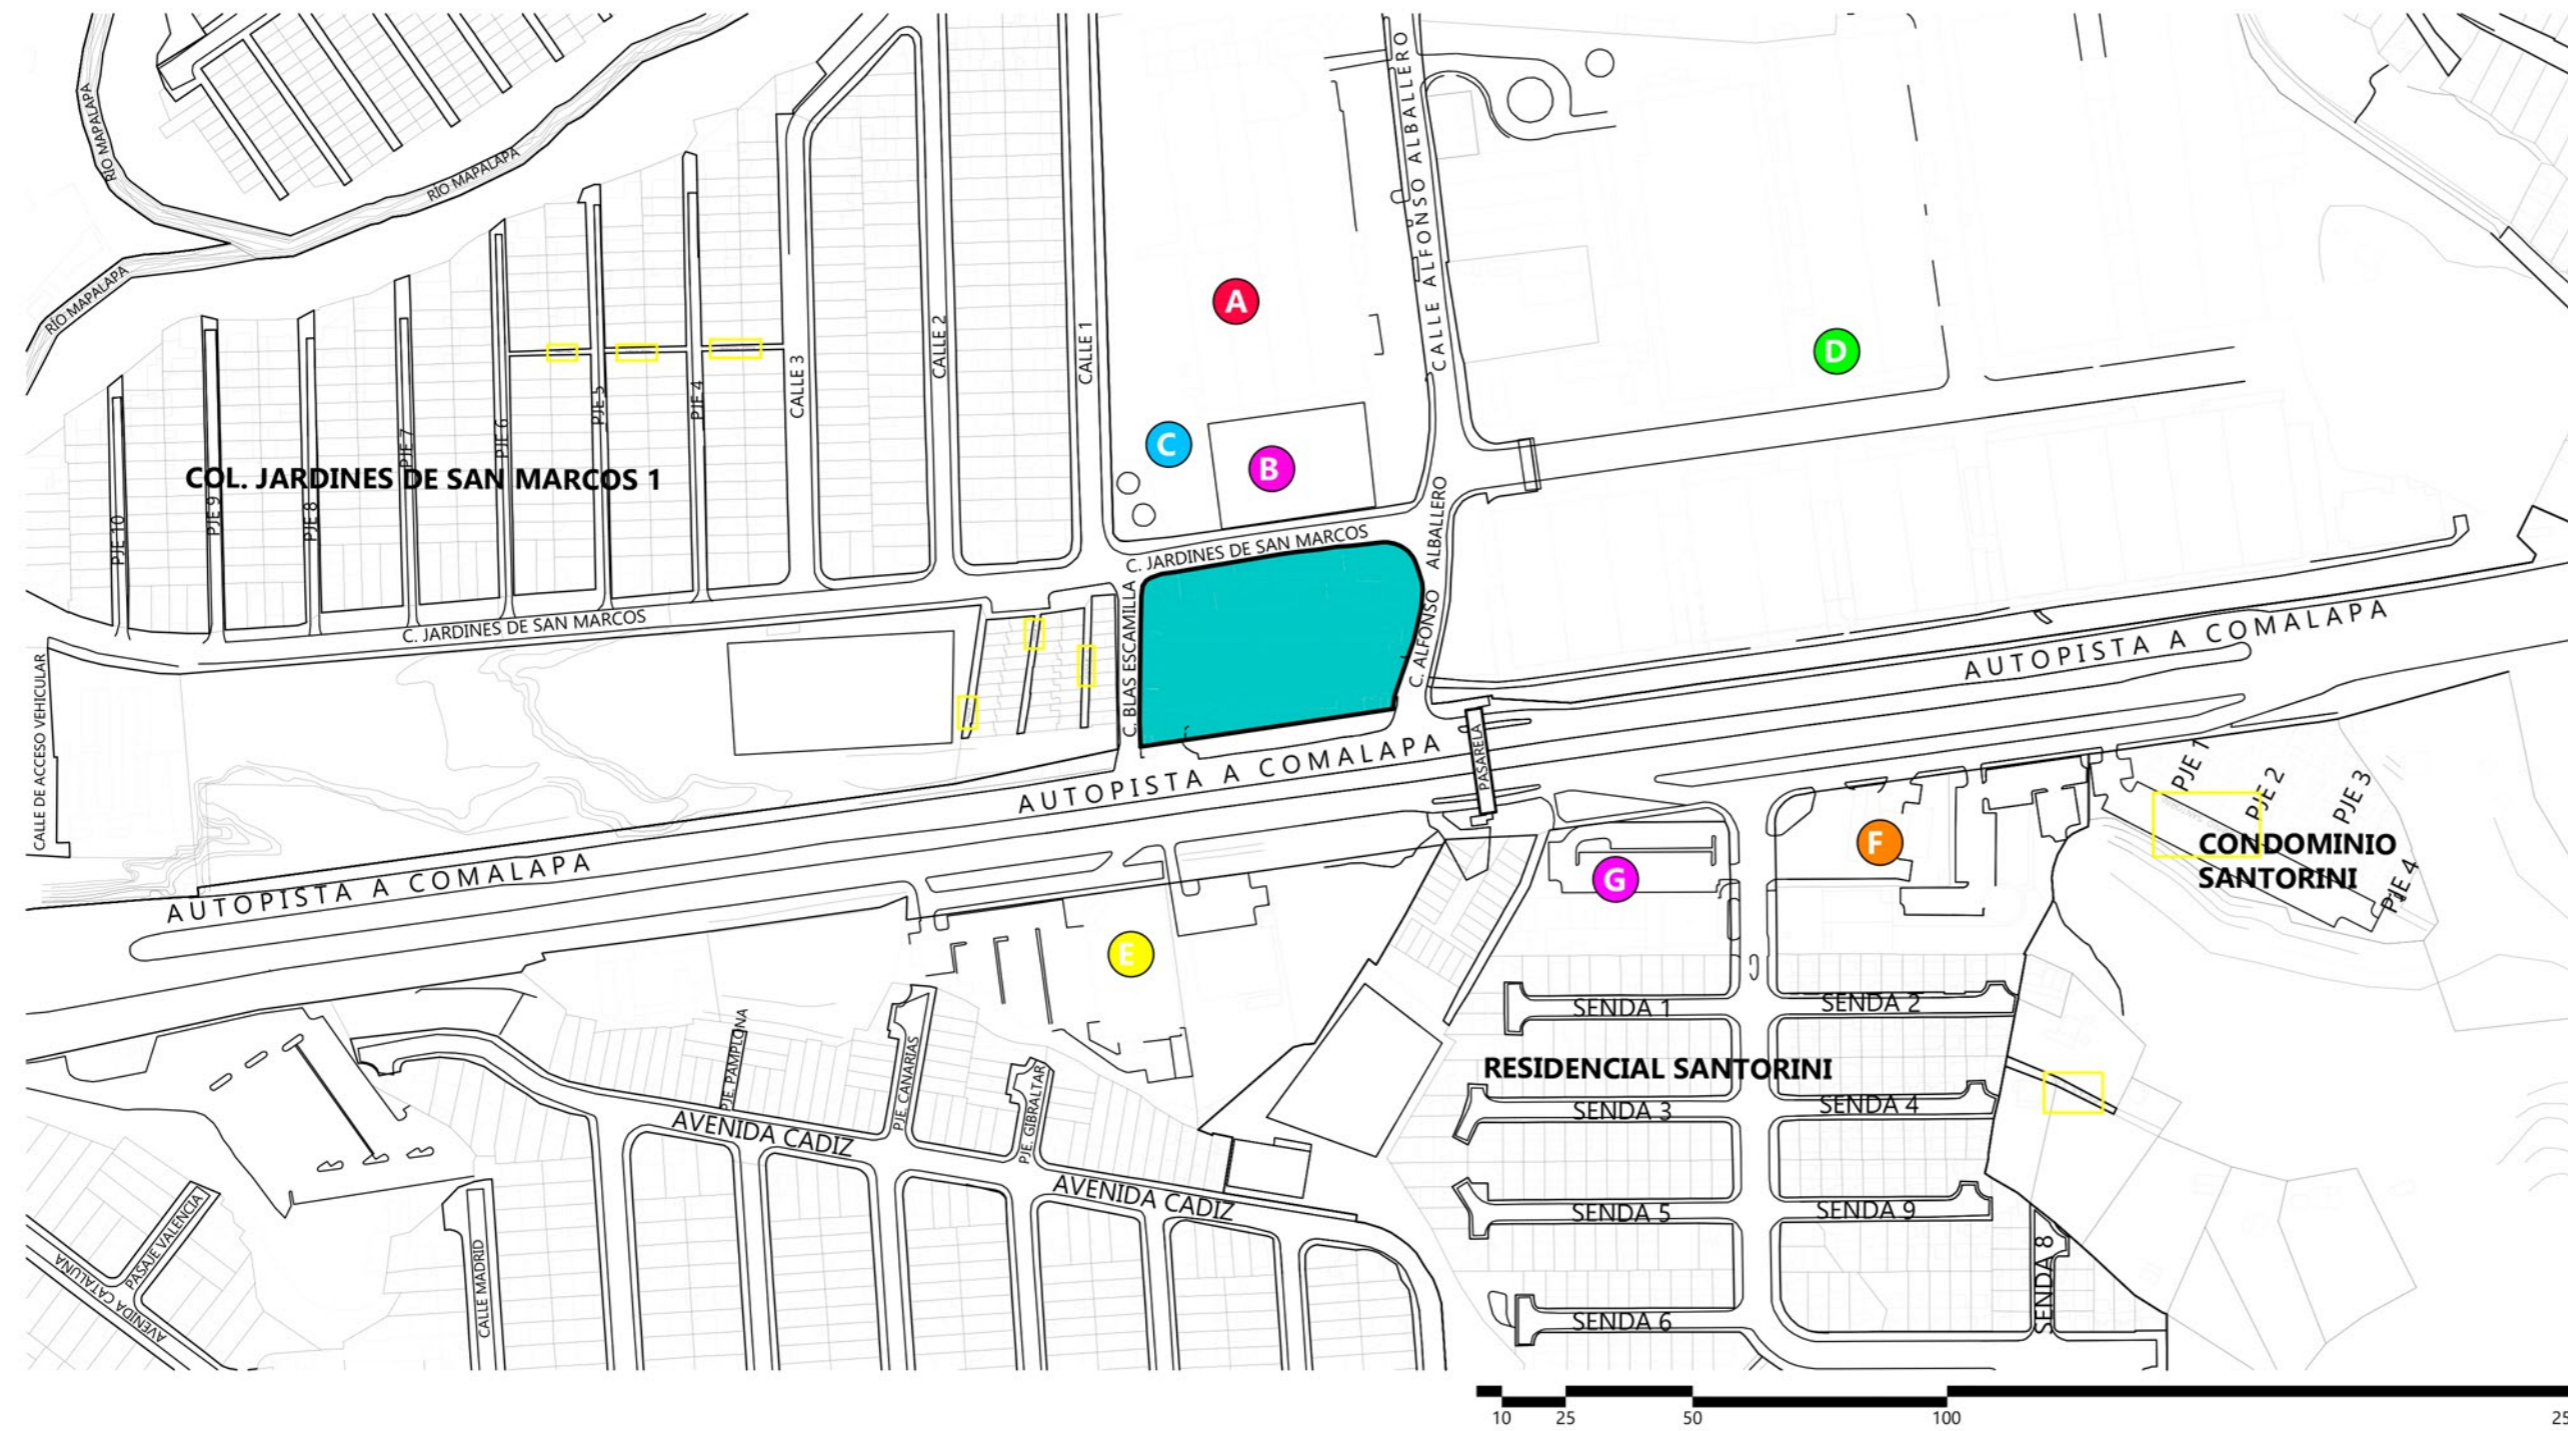 RÍO MAPALAPA
RÍO MAPALAPA
RÍO MAPALAPA
CALLE ALFONSO ALBALLERO
A
D
C
B
CALLE 3
CALLE 2
CALLE 1
PJE 10
PJE 9
PJE 8
PJE 7
PJE 6
PJE 5
PJE 4
COL. JARDINES DE SAN MARCOS 1
C. JARDINES DE SAN MARCOS
C. JARDINES DE SAN MARCOS
C. ALFONSO ALBALLERO
C. BLAS ESCAMILLA
CALLE DE ACCESO VEHICULAR
AUTOPISTA A COMALAPA
AUTOPISTA A COMALAPA
AUTOPISTA A COMALAPA
PASARELA
PJE 1
PJE 2
PJE 3
PJE 4
CONDOMINIO
SANTORINI
F
G
E
SENDA 1
SENDA 2
RESIDENCIAL SANTORINI
SENDA 3
SENDA 4
SENDA 5
SENDA 9
SENDA 8
SENDA 6
PJE. PAMPLONA
PJE. CANARIAS
PJE. GIBRALTAR
AVENIDA CADIZ
AVENIDA CADIZ
PASAJE VALENCIA
AVENIDA CATALUNA
CALLE MADRID
10
25
50
100